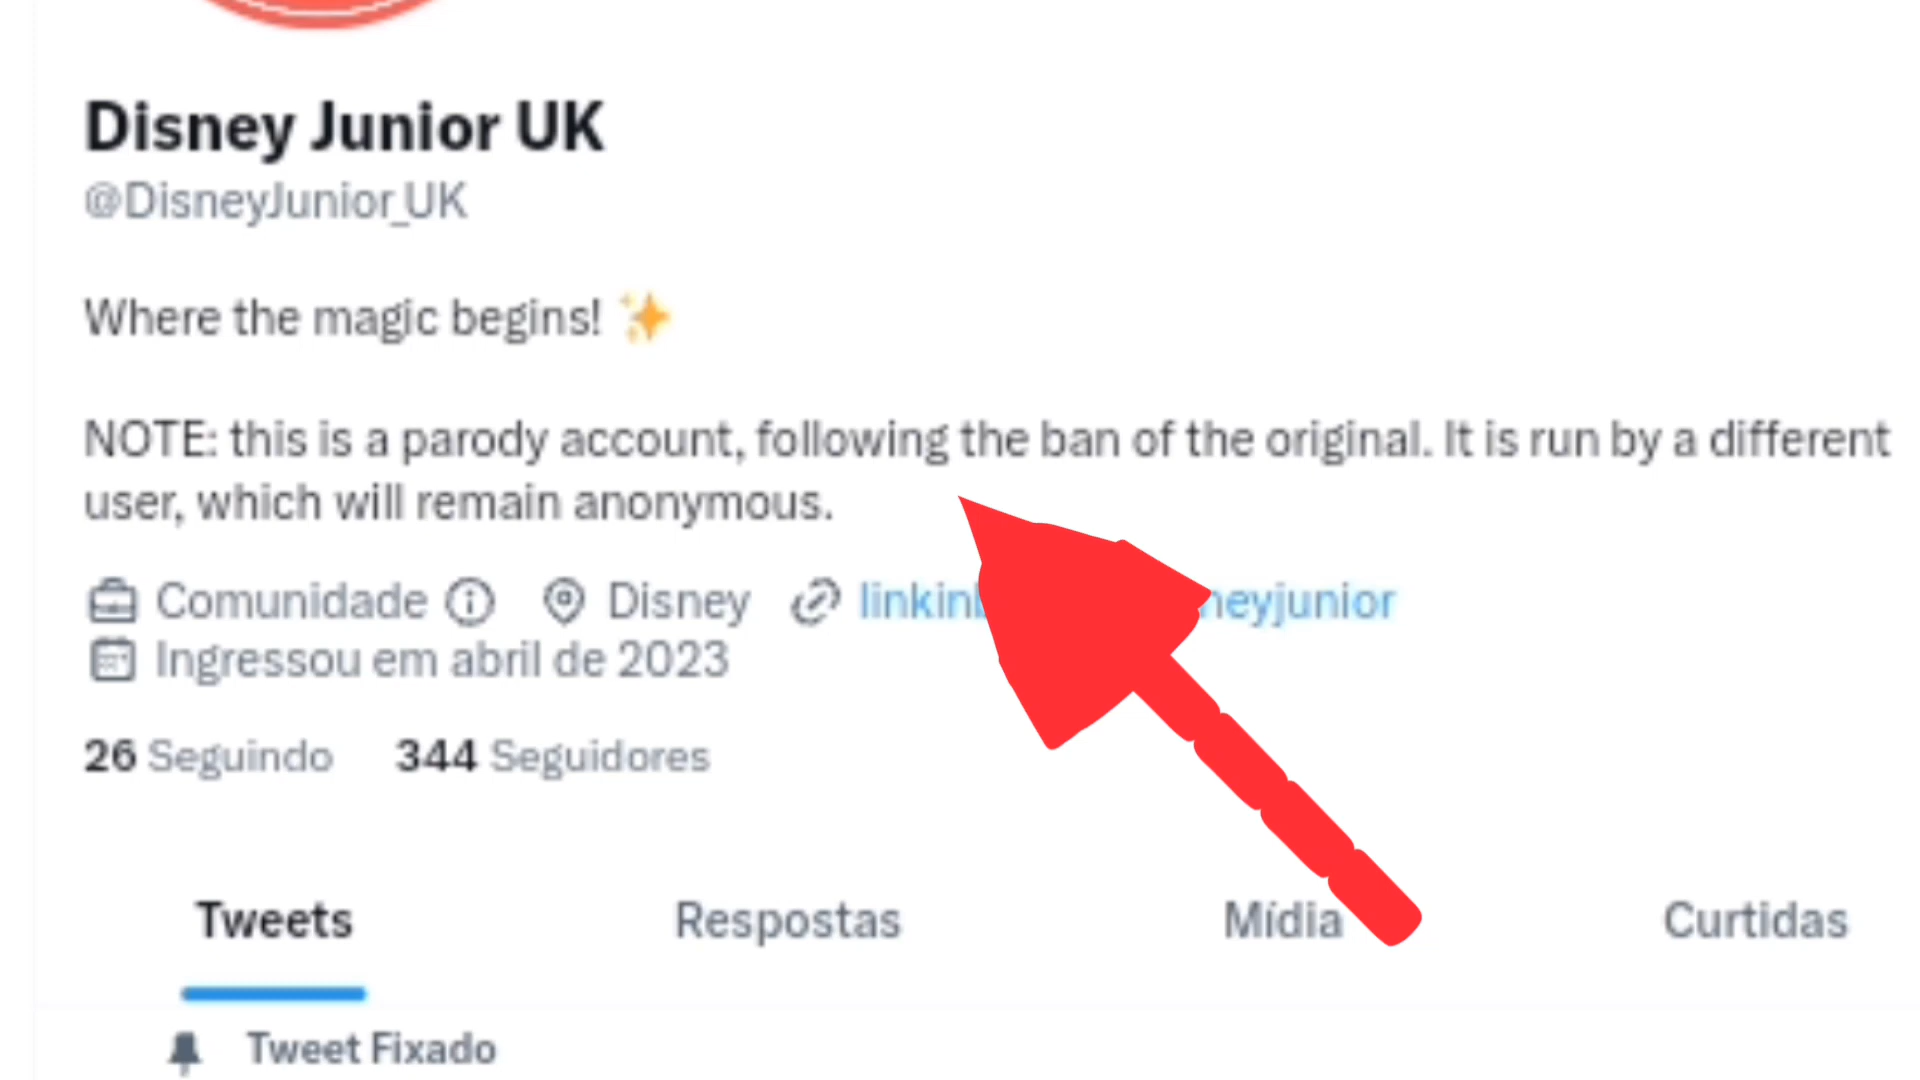 Disney Junior UK
@DisneyJunior_UK
Where the magic begins! ✨
NOTE: this is a parody account, following the ban of the original. It is run by a different
user, which will remain anonymous.
Comunidade Disney linkin neyjunior
Ingressou em abril de 2023
26 Seguindo 344 Seguidores
Tweets Respostas Mídia Curtidas
Tweet Fixado